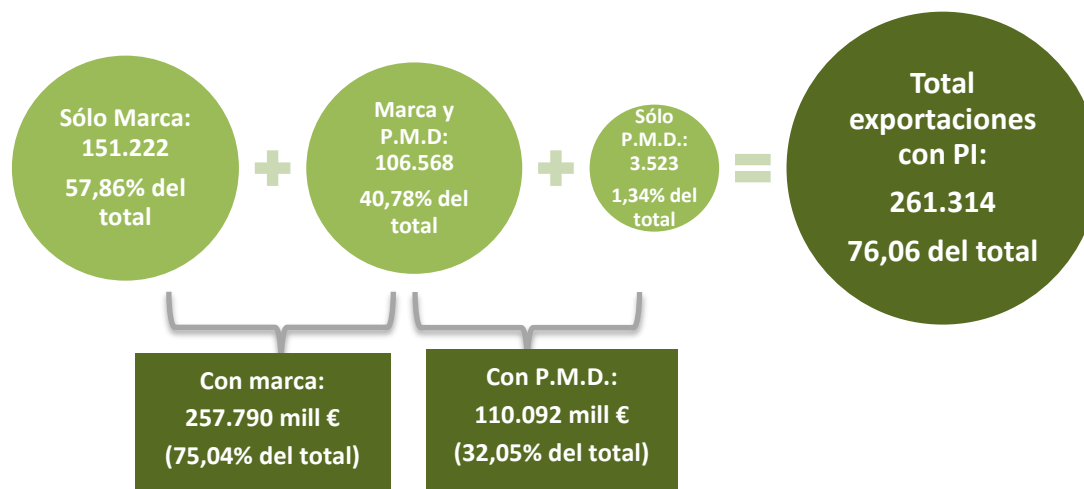 Sólo Marca:
151.222
57,86% del
total
Marca y
P.M.D:
106.568
40,78% del
total
Sólo
P.M.D.:
3.523
1,34% del
total
Total
exportaciones
con PI:
261.314
76,06 del total
Con marca:
257.790 mill €
(75,04% del total)
Con P.M.D.:
110.092 mill €
(32,05% del total)